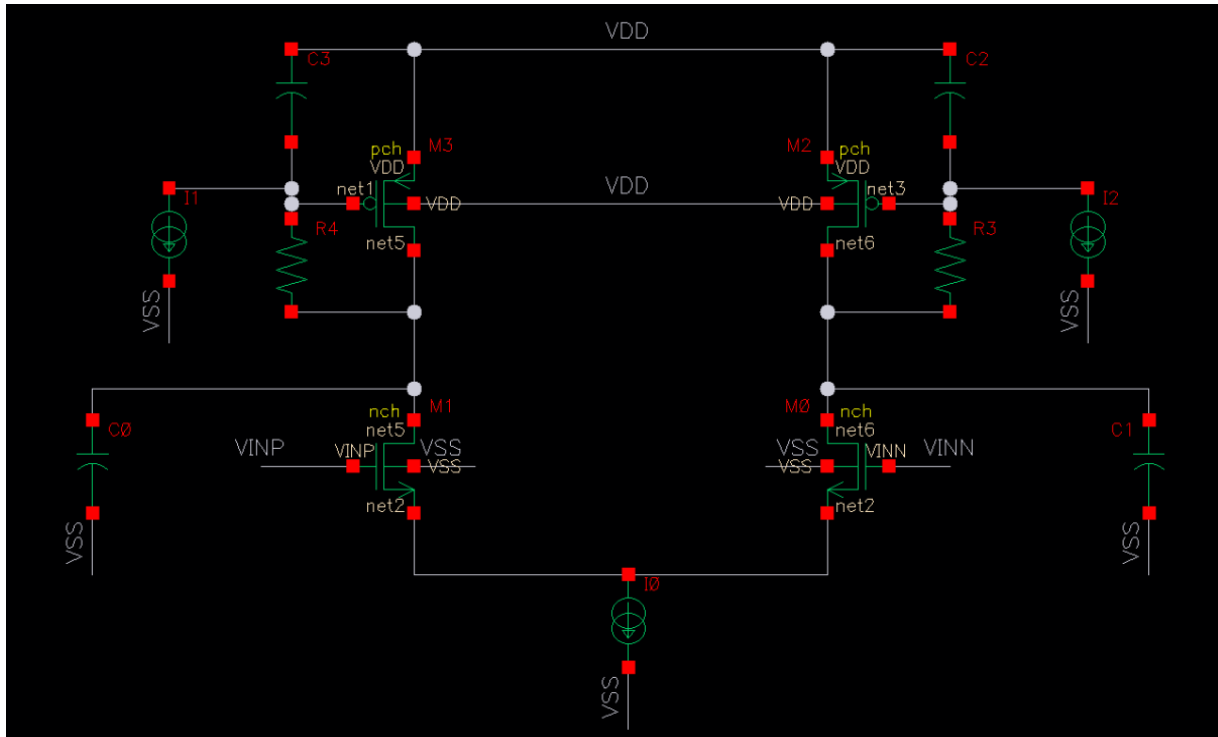 VDD
C3
C2
pch
M3
M2
pch
VDD
VDD
I1
net1
VDD
VDD
VDD
net3
I2
R4
net5
net6
R3
VSS
VSS
nch
M1
M0
nch
C0
net5
net6
C1
VINP
VINP
VSS
VSS
VSS
VSS
VINN
VINN
net2
net2
VSS
VSS
I0
VSS